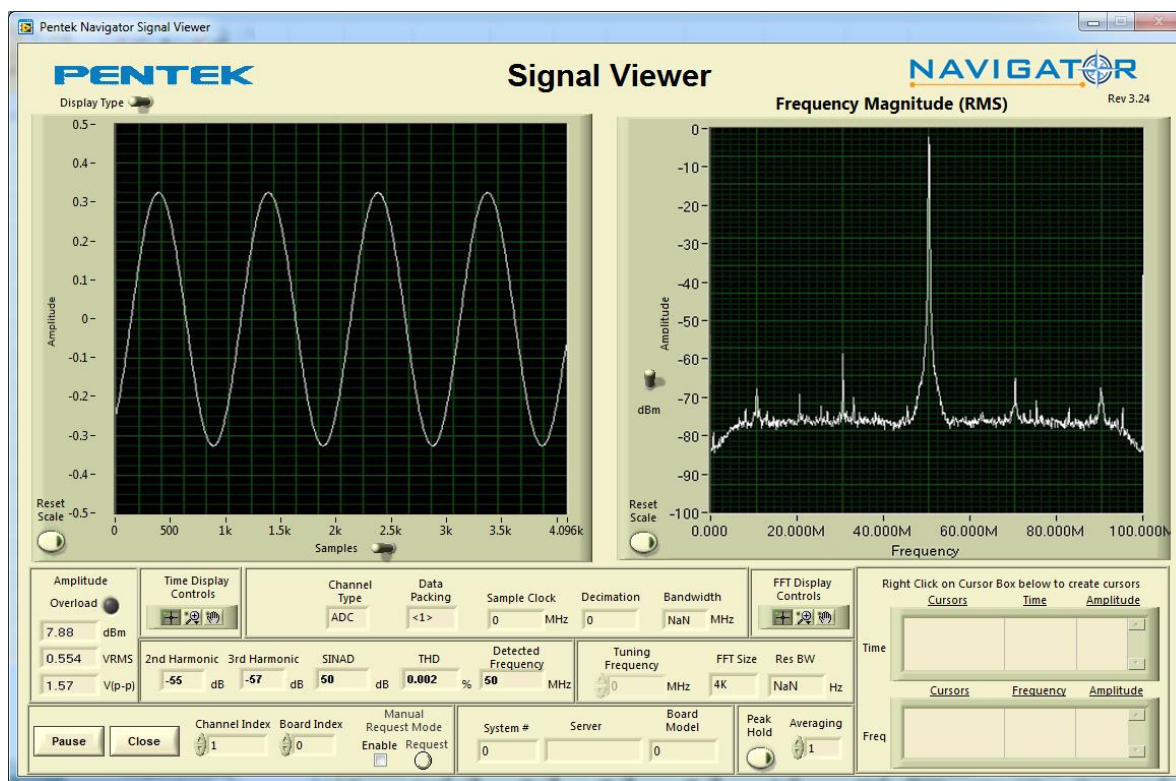 Pentek Navigator Signal Viewer
PENTEK
Signal Viewer
NAVIGATOR
Display Type
Frequency Magnitude (RMS)
Rev 3.24
0.5
0.4
0.3
0.2
0.1
0
-0.1
-0.2
-0.3
-0.4
-0.5
Amplitude
Reset
Scale
0 500 1k 1.5k 2k 2.5k 3k 3.5k 4.096k
Samples
0
-10
-20
-30
-40
-50
-60
-70
-80
-90
-100
Amplitude
dBm
Reset
Scale
0.000 20.000M 40.000M 60.000M 80.000M 100.000M
Frequency
Amplitude
Overload
7.88 dBm
0.554 VRMS
1.57 V(p-p)
Time Display
Controls
Channel
Type
ADC
Data
Packing
<1>
Sample Clock
0 MHz
Decimation
0
Bandwidth
NaN MHz
FFT Display
Controls
2nd Harmonic
-55 dB
3rd Harmonic
-57 dB
SINAD
50 dB
THD
0.002 %
Detected
Frequency
50 MHz
Tuning
Frequency
0 MHz
FFT Size
4K
Res BW
NaN Hz
Right Click on Cursor Box below to create cursors
Cursors Time Amplitude
Time
Cursors Frequency Amplitude
Freq
Pause
Close
Channel Index
1
Board Index
0
Manual
Request Mode
Enable Request
System #
0
Server
Board
Model
0
Peak
Hold
Averaging
1